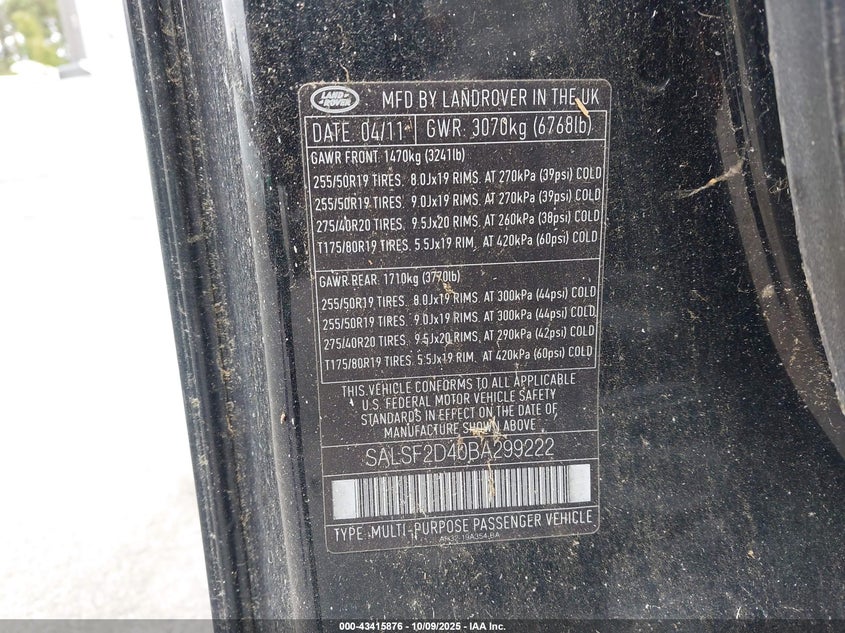 LAND ROVER
MFD BY LANDROVER IN THE UK
DATE 04/11 GWR. 3070kg (6768lb)
GAWR FRONT. 1470kg (3241lb)
255/50R19 TIRES. 8.0Jx19 RIMS. AT 270kPa (39psi) COLD
255/50R19 TIRES. 9.0Jx19 RIMS. AT 270kPa (39psi) COLD
275/40R20 TIRES. 9.5Jx20 RIMS. AT 260kPa (38psi) COLD
T175/80R19 TIRES. 5.5Jx19 RIM. AT 420kPa (60psi) COLD
GAWR REAR. 1710kg (3770lb)
255/50R19 TIRES. 8.0Jx19 RIMS. AT 300kPa (44psi) COLD
255/50R19 TIRES. 9.0Jx19 RIMS. AT 300kPa (44psi) COLD
275/40R20 TIRES. 9.5Jx20 RIMS. AT 290kPa (42psi) COLD
T175/80R19 TIRES. 5.5Jx19 RIM. AT 420kPa (60psi) COLD
THIS VEHICLE CONFORMS TO ALL APPLICABLE
U.S. FEDERAL MOTOR VEHICLE SAFETY
STANDARDS IN EFFECT ON THE DATE OF
MANUFACTURE SHOWN ABOVE
SALSF2D40BA299222
TYPE. MULTI-PURPOSE PASSENGER VEHICLE
000-43415876 - 10/09/2025 - IAA Inc.